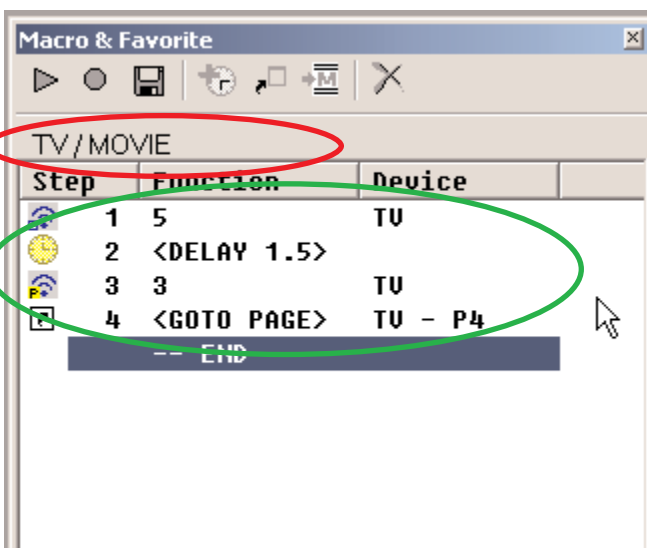 Macro & Favorite
TV / MOVIE
Step Function Device
1 5 TV
2 <DELAY 1.5>
3 3 TV
4 <GOTO PAGE> TV - P4
-- END